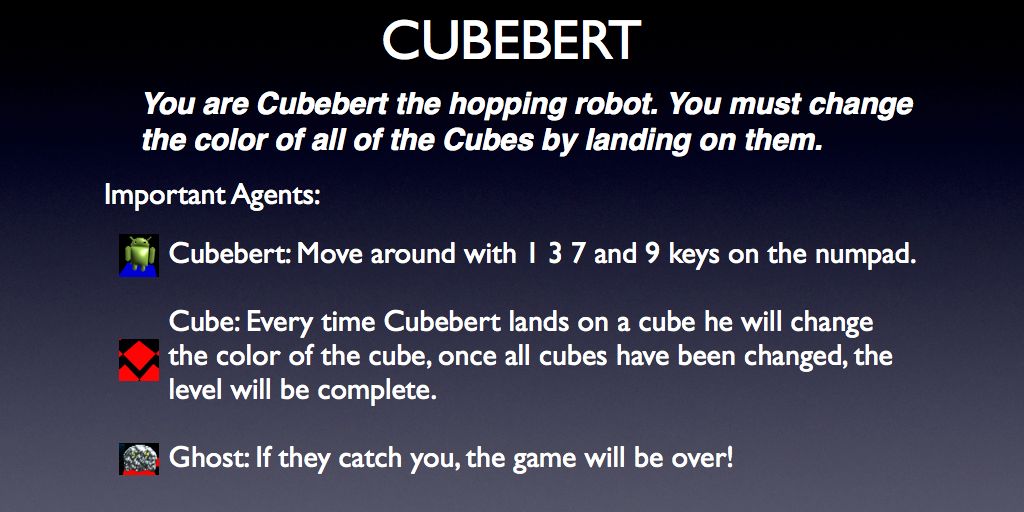 CUBEBERT
You are Cubebert the hopping robot. You must change
the color of all of the Cubes by landing on them.
Important Agents:
Cubebert: Move around with 1 3 7 and 9 keys on the numpad.
Cube: Every time Cubebert lands on a cube he will change
the color of the cube, once all cubes have been changed, the
level will be complete.
Ghost: If they catch you, the game will be over!